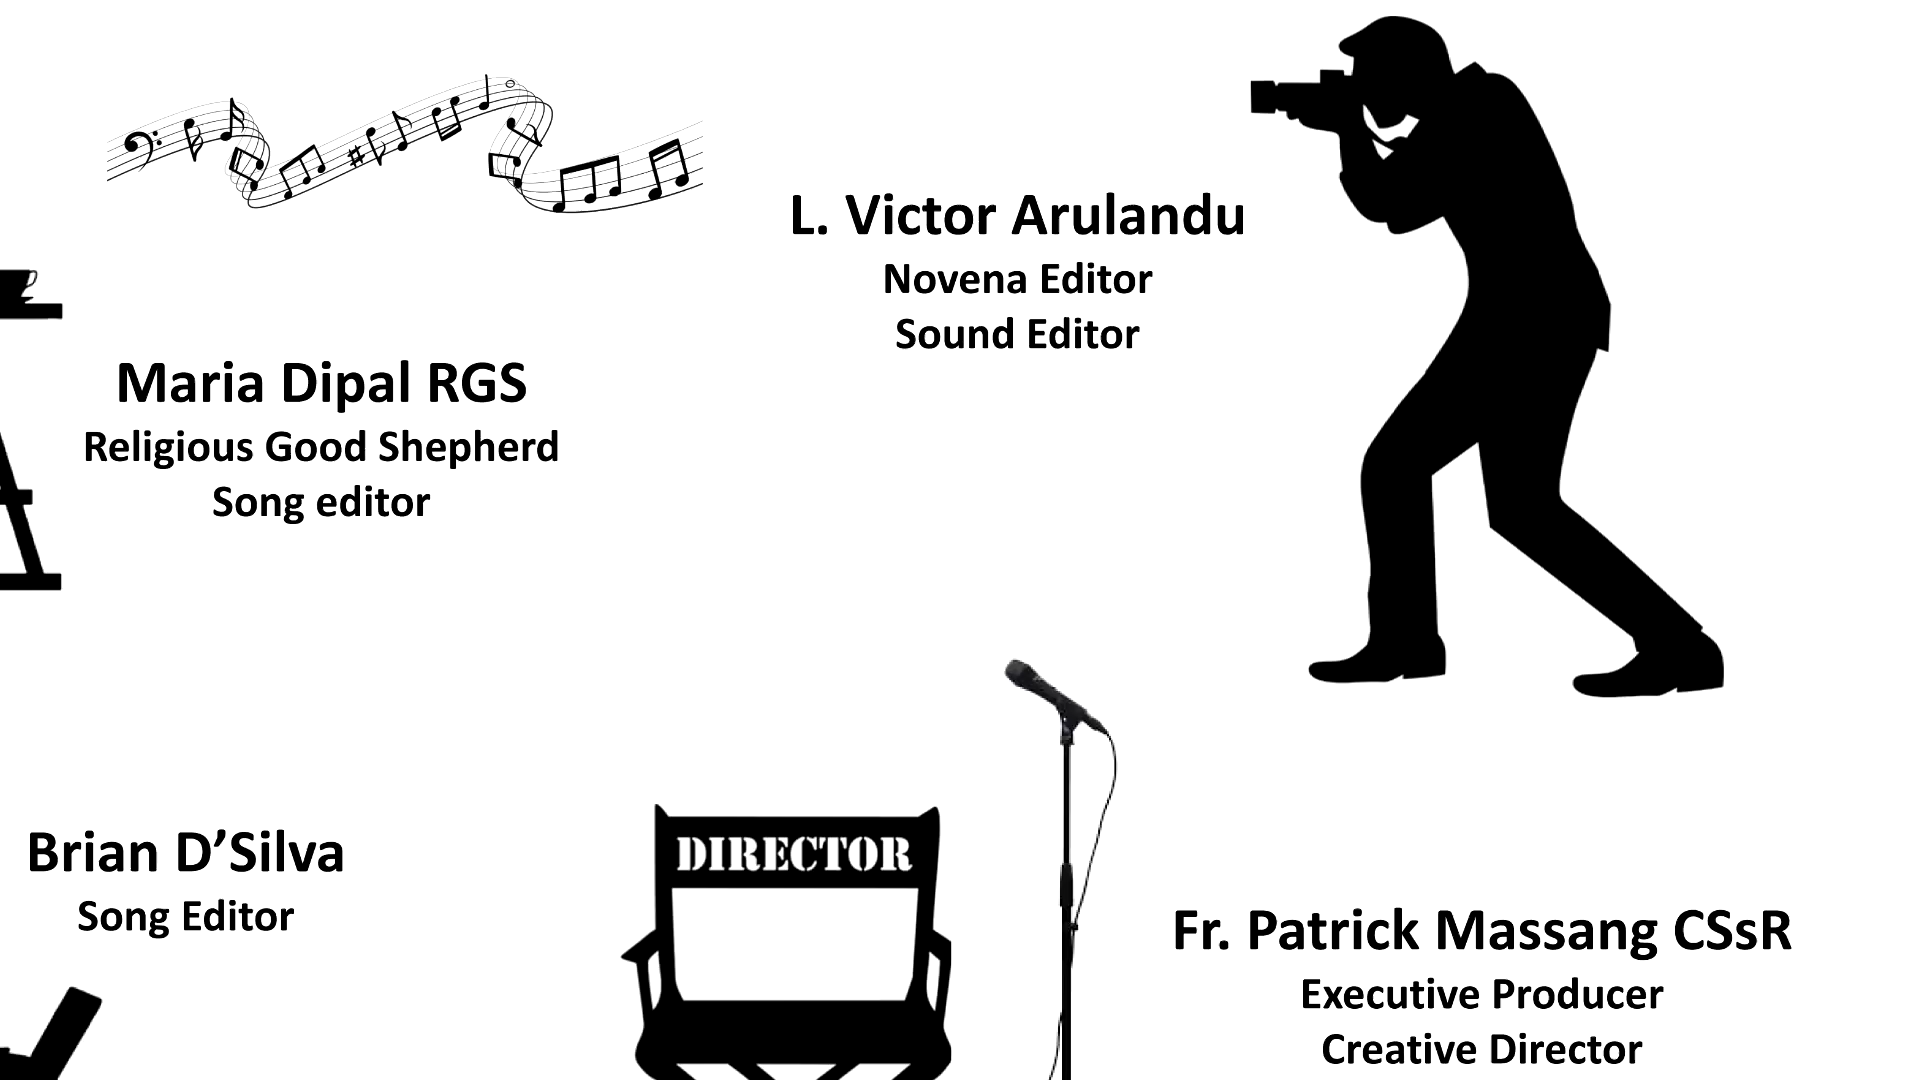 L. Victor Arulandu
Novena Editor
Sound Editor
Maria Dipal RGS
Religious Good Shepherd
Song editor
Brian D’Silva
Song Editor
DIRECTOR
Fr. Patrick Massang CSsR
Executive Producer
Creative Director